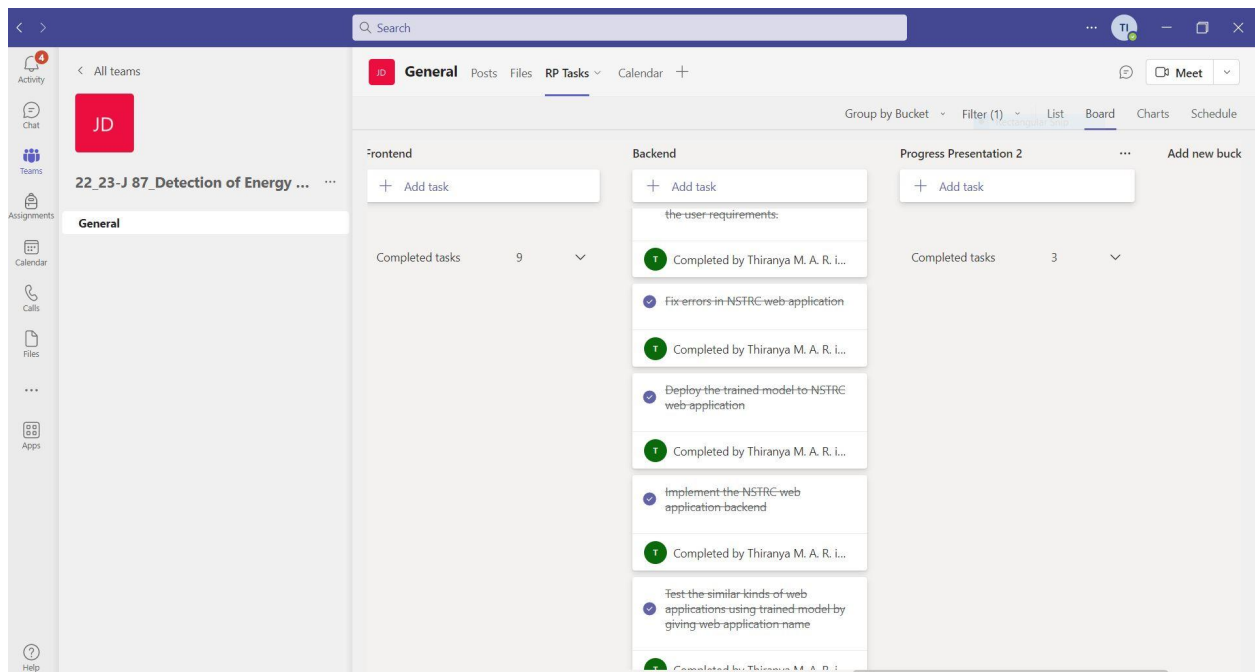 Search
TI
4
Activity
Chat
Teams
Assignments
Calendar
Calls
Files
Apps
Help
All teams
JD
22_23-J 87_Detection of Energy ...
General
JD General Posts Files RP Tasks Calendar
Meet
Group by Bucket Filter (1) List Board Charts Schedule
Frontend
Add task
Completed tasks 9
Backend
Add task
the user requirements.
T Completed by Thiranya M. A. R. i...
Fix errors in NSTRC web application
T Completed by Thiranya M. A. R. i...
Deploy the trained model to NSTRC
web application
T Completed by Thiranya M. A. R. i...
Implement the NSTRC web
application backend
T Completed by Thiranya M. A. R. i...
Test the similar kinds of web
applications using trained model by
giving web application name
T Completed by Thiranya M. A. R. i...
Progress Presentation 2 ...
Add task
Completed tasks 3
Add new buck